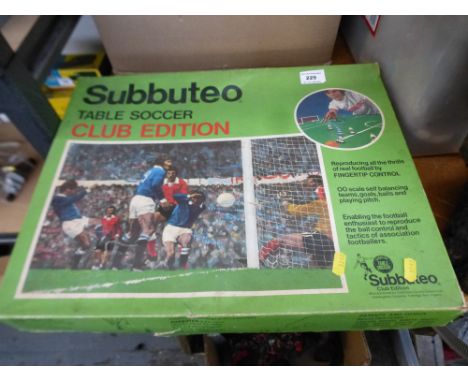 Subbuteo
TABLE SOCCER
CLUB EDITION
229
Reproducing all the thrills
of real football by
FINGERTIP CONTROL
OO scale self balancing
teams, goals, balls and
playing pitch.
Enabling the football
enthusiast to reproduce
the ball control and
tactics of association
footballers.
Subbuteo
Club Edition